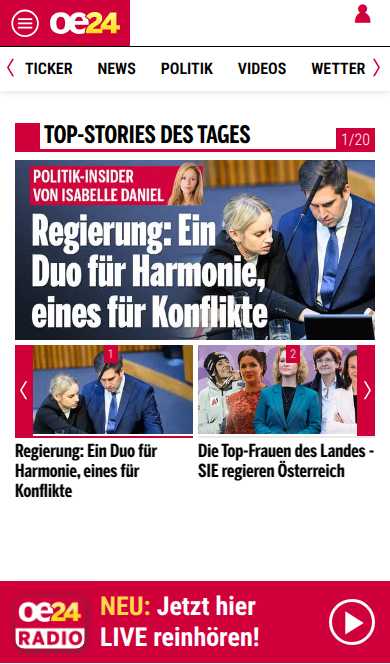 oe24
TICKER NEWS POLITIK VIDEOS WETTER
TOP-STORIES DES TAGES
1/20
POLITIK-INSIDER
VON ISABELLE DANIEL
Regierung: Ein
Duo für Harmonie,
eines für Konflikte
1
2
Regierung: Ein Duo für
Harmonie, eines für
Konflikte
Die Top-Frauen des Landes -
SIE regieren Österreich
oe24
RADIO
NEU: Jetzt hier
LIVE reinhören!